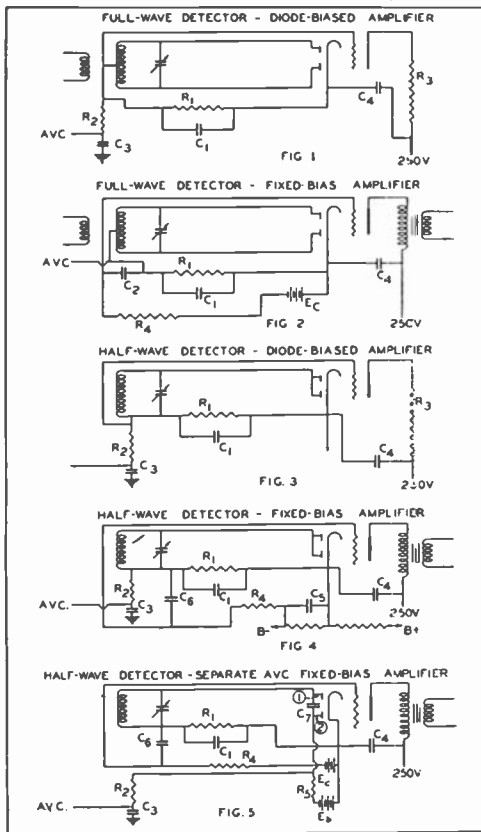 FULL-WAVE DETECTOR - DIODE-BIASED AMPLIFIER
R1
C1
R2
AVC
C3
C4
R3
250V
FIG 1
FULL-WAVE DETECTOR - FIXED-BIAS AMPLIFIER
AVC
C2
R1
C1
R4
EC
C4
25CV
FIG 2
HALF-WAVE DETECTOR - DIODE-BIASED AMPLIFIER
R1
C1
R2
C3
C4
R3
250V
FIG. 3
HALF-WAVE DETECTOR - FIXED-BIAS AMPLIFIER
R1
C1
R2
AVC.
C3
C6
R4
C5
C4
250V
B-
B+
FIG 4
HALF-WAVE DETECTOR - SEPARATE AVC FIXED-BIAS AMPLIFIER
1
C7
2
R1
C6
C1
R4
C4
Ec
250V
R2
R5
AVC.
C3
FIG. 5
Eb